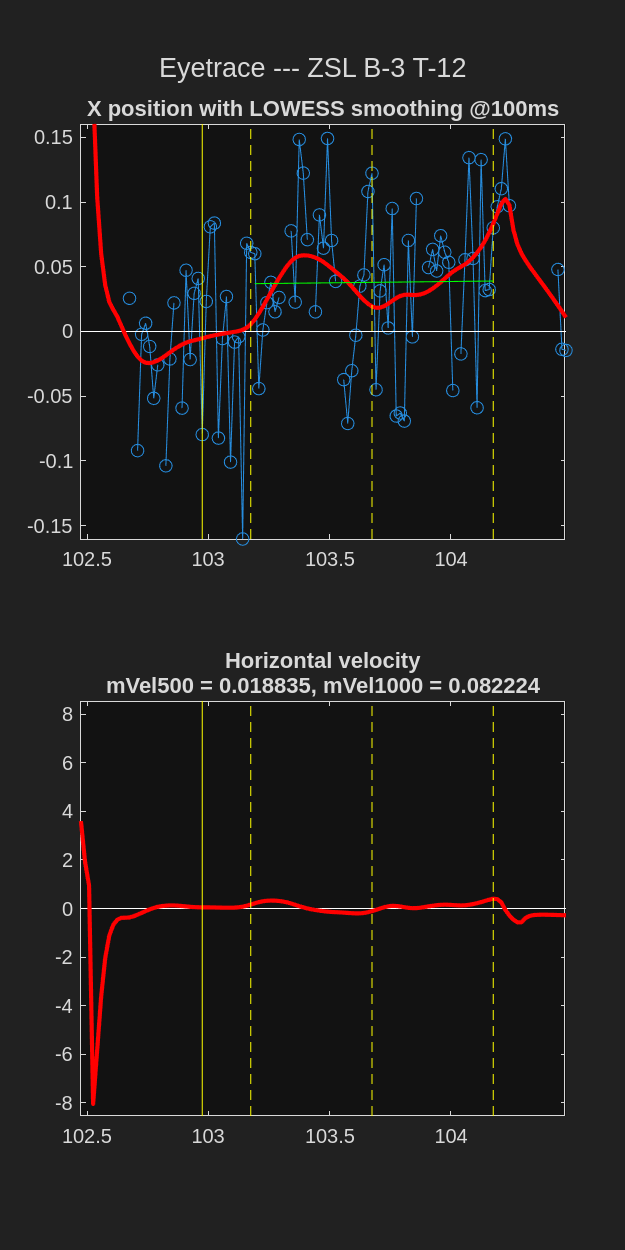 Eyetrace --- ZSL B-3 T-12
X position with LOWESS smoothing @100ms
0.15
0.1
0.05
0
-0.05
-0.1
-0.15
102.5 103 103.5 104
Horizontal velocity
mVel500 = 0.018835, mVel1000 = 0.082224
8
6
4
2
0
-2
-4
-6
-8
102.5 103 103.5 104